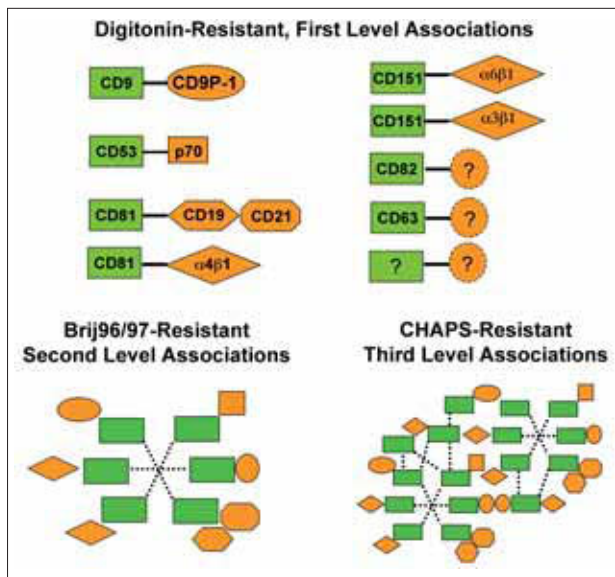 Digitonin-Resistant, First Level Associations
CD9 CD9P-1
CD53 p70
CD81 CD19 CD21
CD81 α4β1
CD151 α6β1
CD151 α3β1
CD82 ?
CD63 ?
? ?
Brij96/97-Resistant
Second Level Associations
CHAPS-Resistant
Third Level Associations